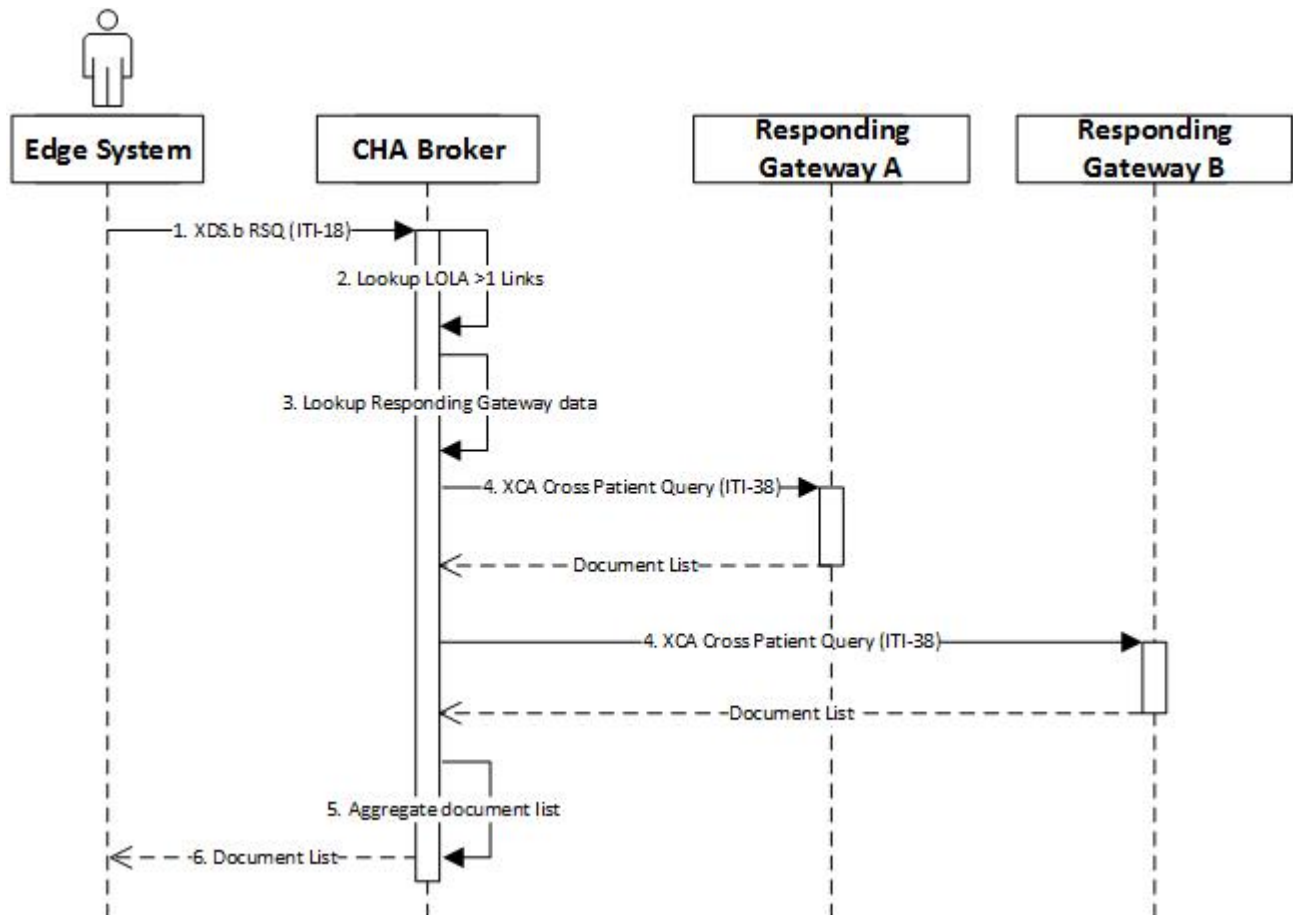 Edge System
CHA Broker
Responding
Gateway A
Responding
Gateway B
1. XDS.b RSQ (ITI-18)
2. Lookup LOLA >1 Links
3. Lookup Responding Gateway data
4. XCA Cross Patient Query (ITI-38)
Document List
4. XCA Cross Patient Query (ITI-38)
Document List
5. Aggregate document list
6. Document List